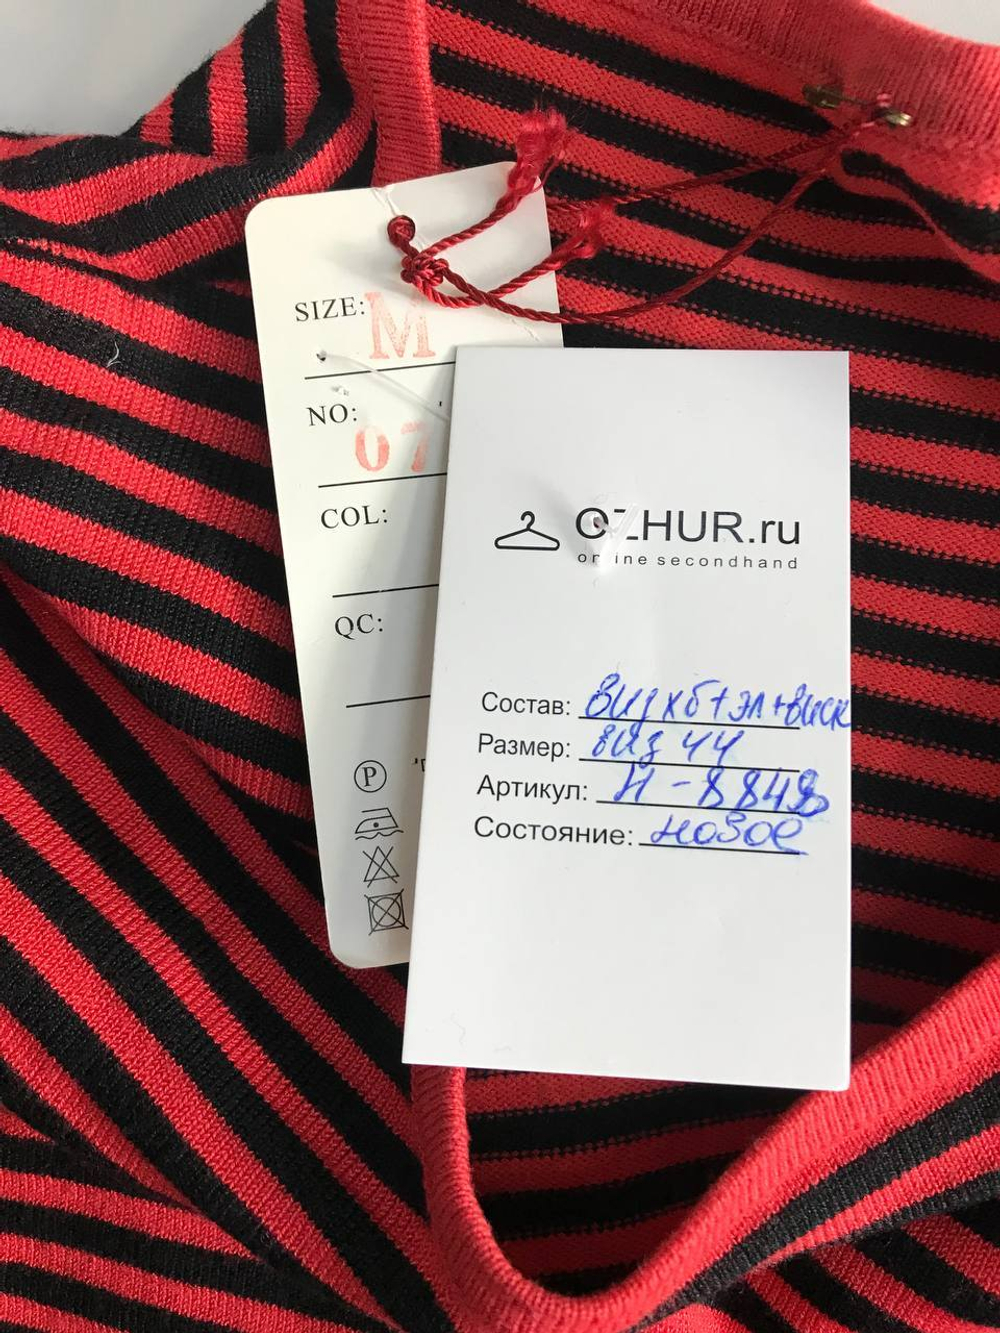 SIZE: M
NO: 07
COL:
QC:
P
OZHUR.ru
online secondhand
Состав: виз хб+эл+виск
Размер: виз 44
Артикул: Н-8849
Состояние: новое